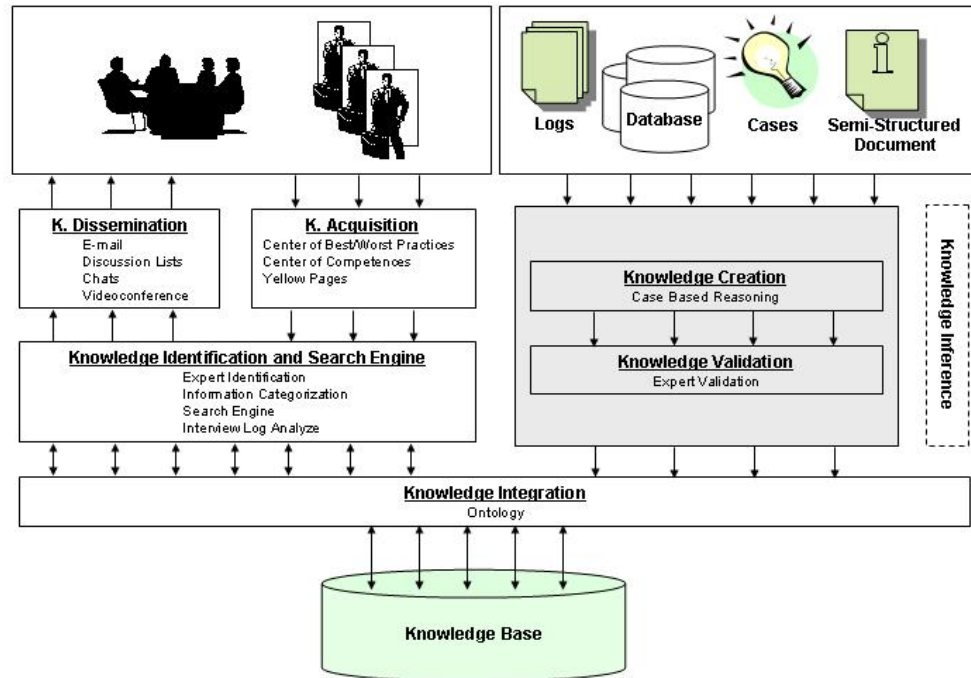 Logs
Database
Cases
Semi-Structured
Document
K. Dissemination
E-mail
Discussion Lists
Chats
Videoconference
K. Acquisition
Center of Best/Worst Practices
Center of Competences
Yellow Pages
Knowledge Identification and Search Engine
Expert Identification
Information Categorization
Search Engine
Interview Log Analyze
Knowledge Creation
Case Based Reasoning
Knowledge Validation
Expert Validation
Knowledge Inference
Knowledge Integration
Ontology
Knowledge Base